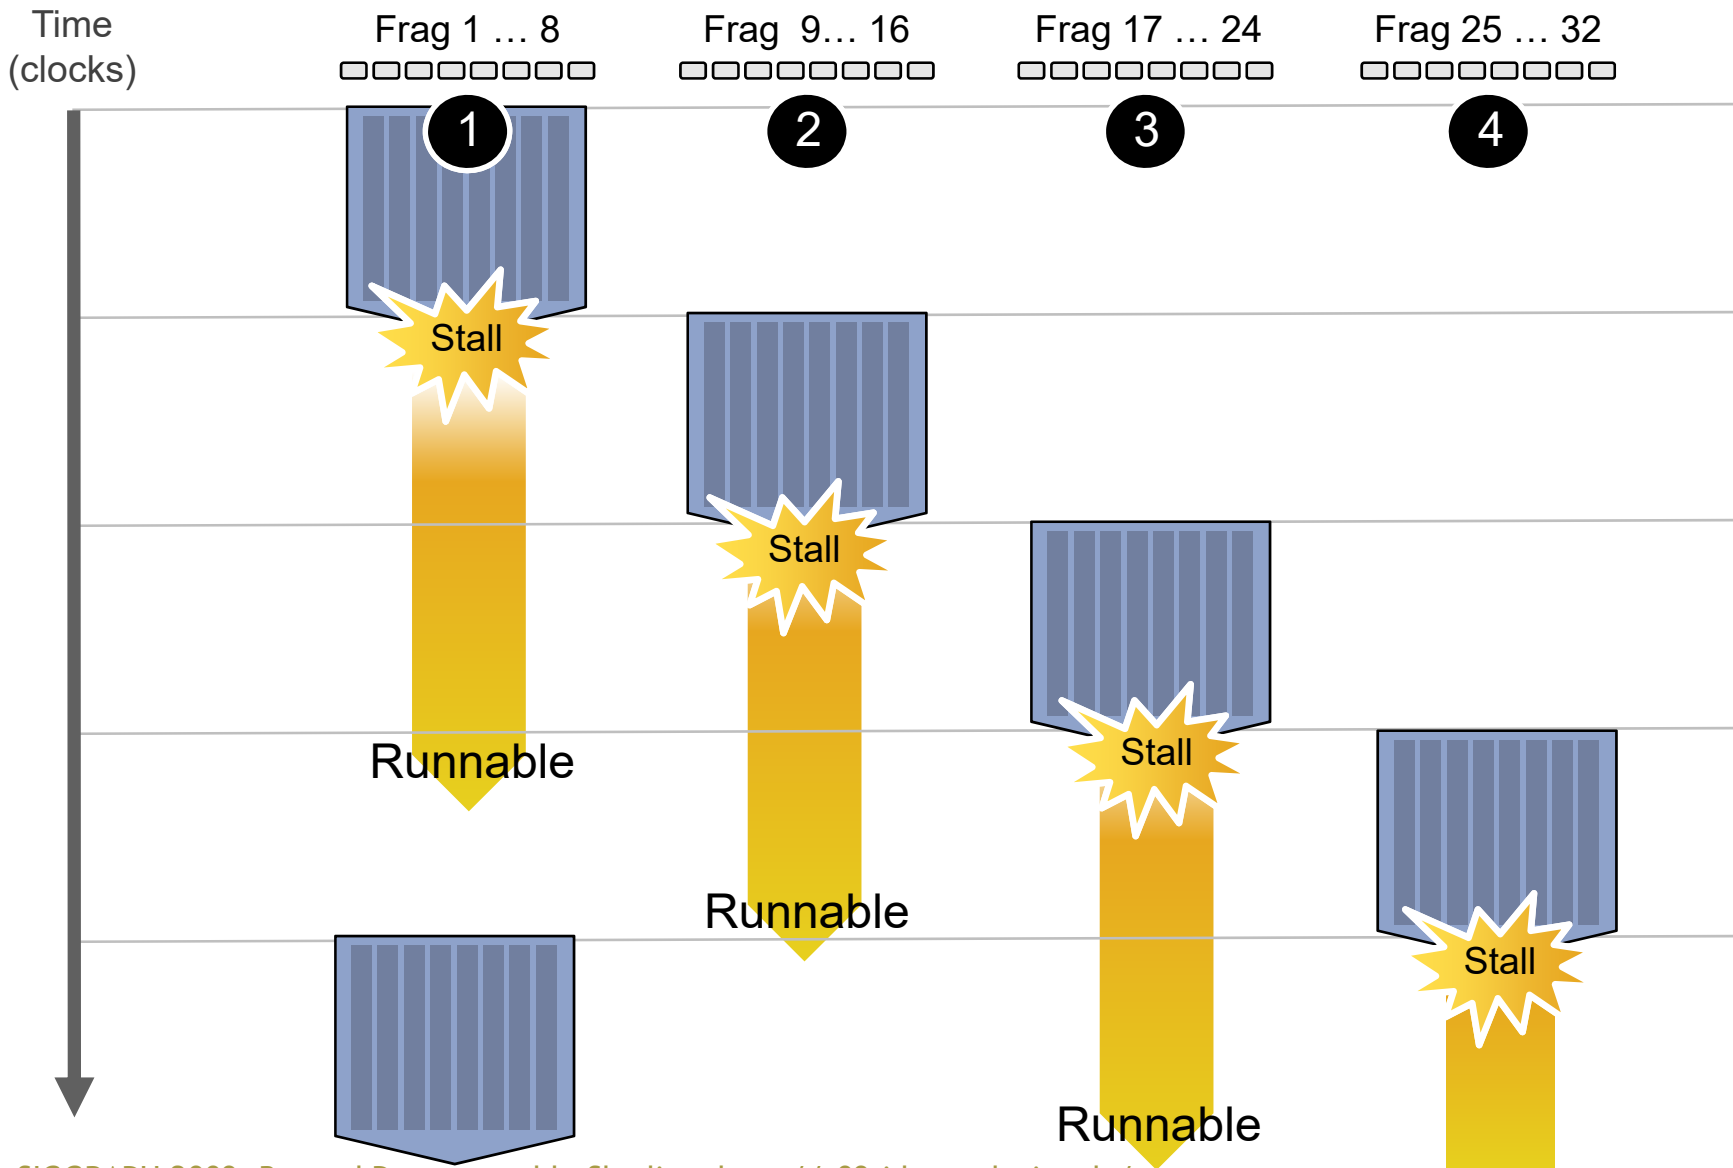 Time
(clocks)
Frag 1 … 8
Frag 9… 16
Frag 17 … 24
Frag 25 … 32
1
2
3
4
Stall
Stall
Stall
Stall
Runnable
Runnable
Runnable